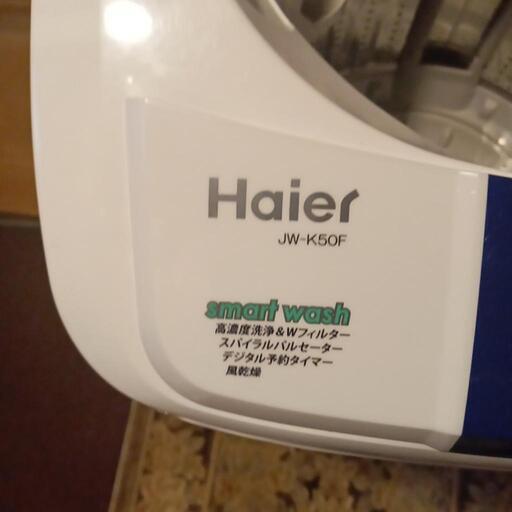 Haier
JW-K50F
smart wash
高濃度洗浄&Wフィルター
スパイラルパルセーター
デジタル予約タイマー
風乾燥